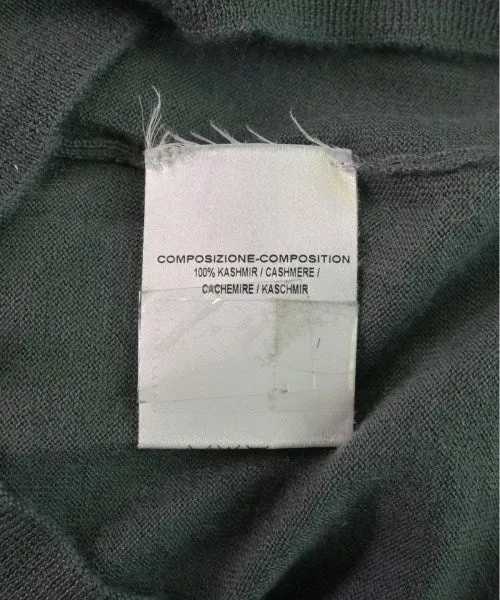 COMPOSIZIONE-COMPOSITION
100% KASHMIR / CASHMERE /
CACHEMIRE / KASCHMIR